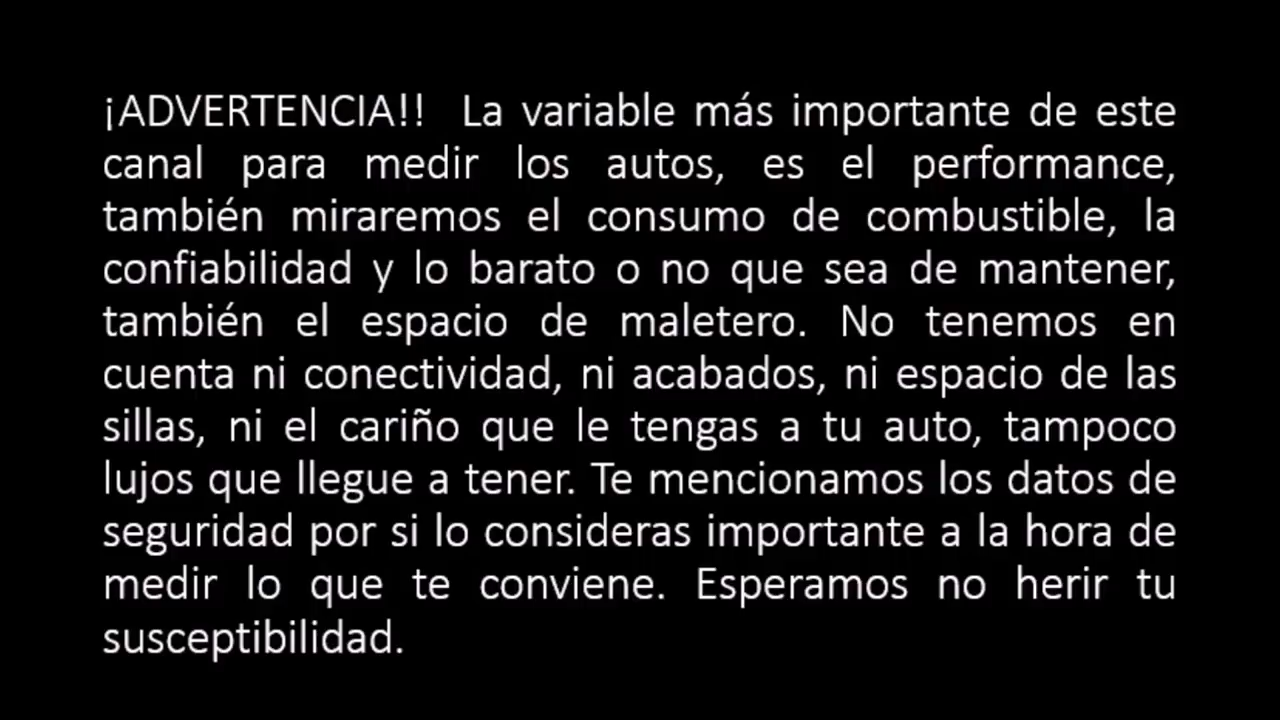 ¡ADVERTENCIA!! La variable más importante de este
canal para medir los autos, es el performance,
también miraremos el consumo de combustible, la
confiabilidad y lo barato o no que sea de mantener,
también el espacio de maletero. No tenemos en
cuenta ni conectividad, ni acabados, ni espacio de las
sillas, ni el cariño que le tengas a tu auto, tampoco
lujos que llegue a tener. Te mencionamos los datos de
seguridad por si lo consideras importante a la hora de
medir lo que te conviene. Esperamos no herir tu
susceptibilidad.